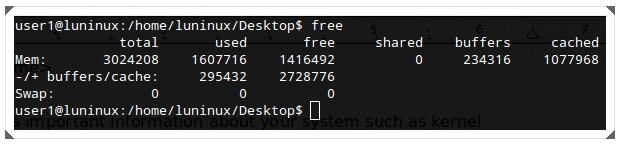 user1@luninux:/home/luninux/Desktop$ free
total used free shared buffers cached
Mem: 3024208 1607716 1416492 0 234316 1077968
-/+ buffers/cache: 295432 2728776
Swap: 0 0 0
user1@luninux:/home/luninux/Desktop$
s important information about your system such as kernel